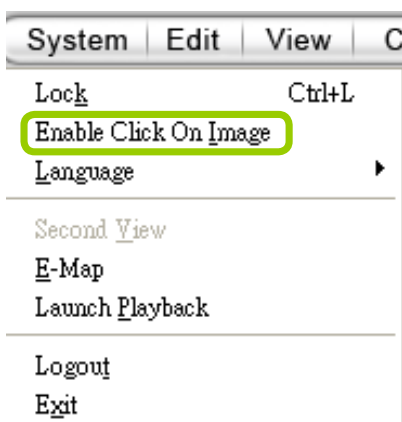 System Edit View C
Lock Ctrl+L
Enable Click On Image
Language
Second View
E-Map
Launch Playback
Logout
Exit